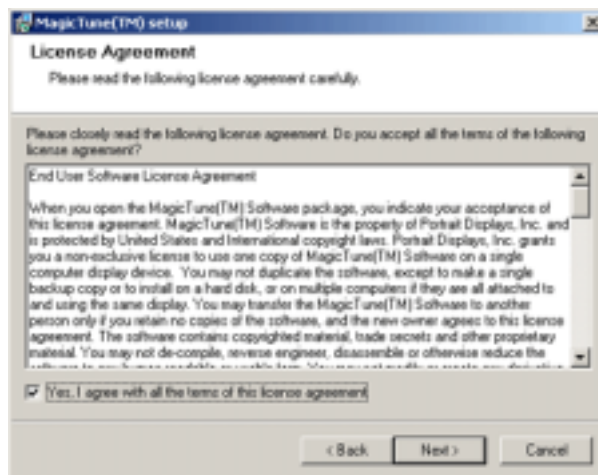 MagicTune(TM) setup
License Agreement
Please read the following license agreement carefully.
Please closely read the following license agreement. Do you accept all the terms of the following
license agreement?
End User Software License Agreement
When you open the MagicTune(TM) Software package, you indicate your acceptance of
this license agreement. MagicTune(TM) Software is the property of Portrait Displays, Inc. and
is protected by United States and International copyright laws. Portrait Displays, Inc. grants
you a non-exclusive license to use one copy of MagicTune(TM) Software on a single
computer display device.  You may not duplicate the software, except to make a single
backup copy or to install on a hard disk, or on multiple computers if they are all attached to
and using the same display. You may transfer the MagicTune(TM) Software to another
person only if you retain no copies of the software, and the new owner agrees to this license
agreement. The software contains copyrighted material, trade secrets and other proprietary
material. You may not de-compile, reverse engineer, disassemble or otherwise reduce the
Yes, I agree with all the terms of this license agreement
< Back
Next >
Cancel